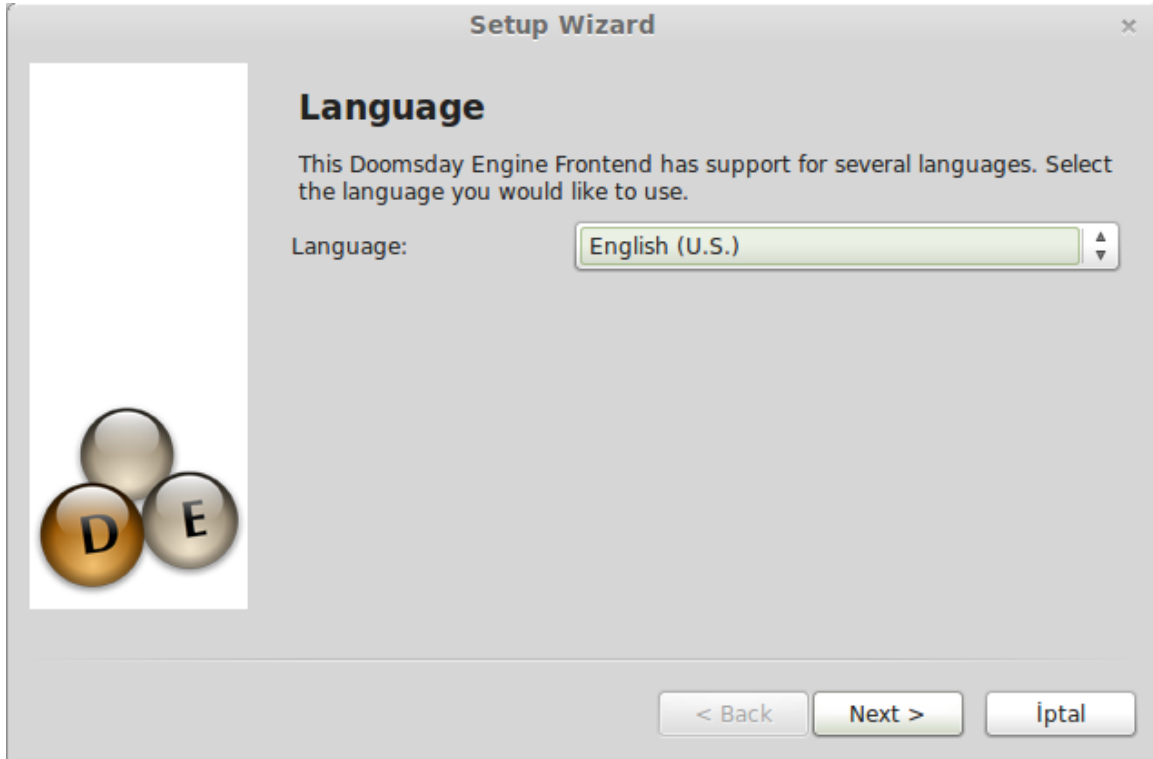 Setup Wizard
Language
This Doomsday Engine Frontend has support for several languages. Select
the language you would like to use.
Language:
English (U.S.)
D E
< Back
Next >
İptal